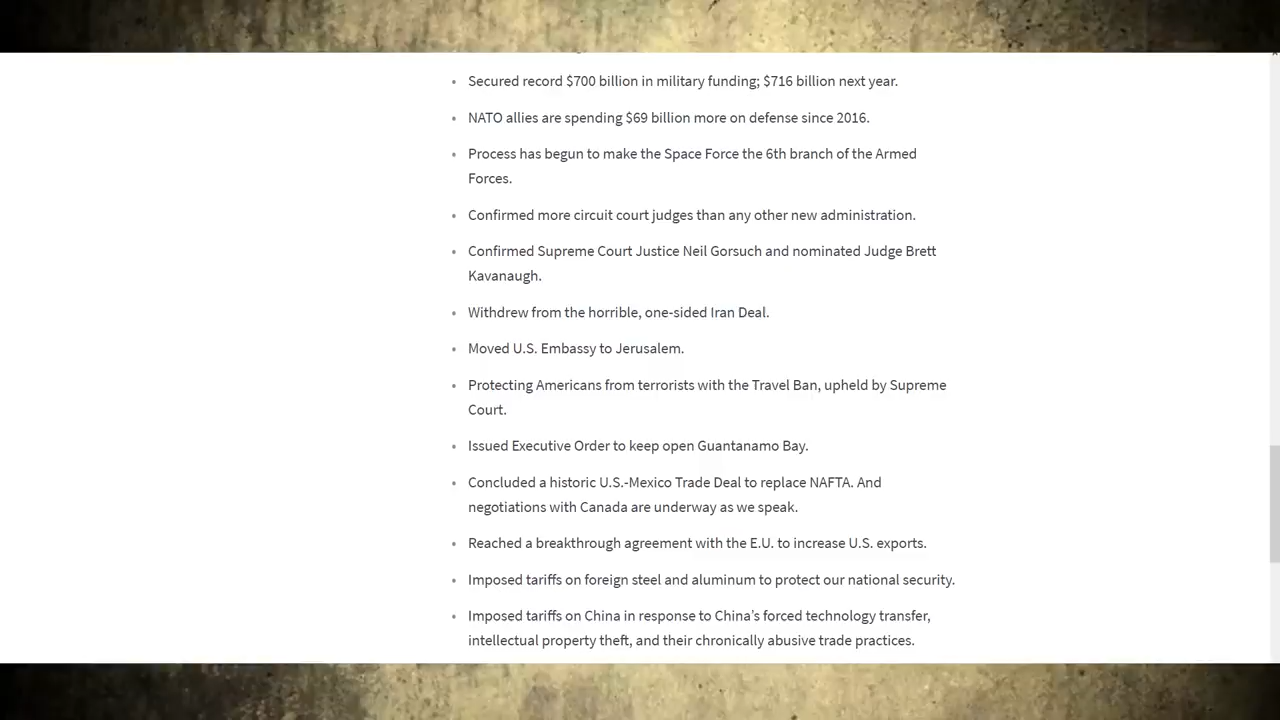 • Secured record $700 billion in military funding; $716 billion next year.
• NATO allies are spending $69 billion more on defense since 2016.
• Process has begun to make the Space Force the 6th branch of the Armed
Forces.
• Confirmed more circuit court judges than any other new administration.
• Confirmed Supreme Court Justice Neil Gorsuch and nominated Judge Brett
Kavanaugh.
• Withdrew from the horrible, one-sided Iran Deal.
• Moved U.S. Embassy to Jerusalem.
• Protecting Americans from terrorists with the Travel Ban, upheld by Supreme
Court.
• Issued Executive Order to keep open Guantanamo Bay.
• Concluded a historic U.S.-Mexico Trade Deal to replace NAFTA. And
negotiations with Canada are underway as we speak.
• Reached a breakthrough agreement with the E.U. to increase U.S. exports.
• Imposed tariffs on foreign steel and aluminum to protect our national security.
• Imposed tariffs on China in response to China’s forced technology transfer,
intellectual property theft, and their chronically abusive trade practices.